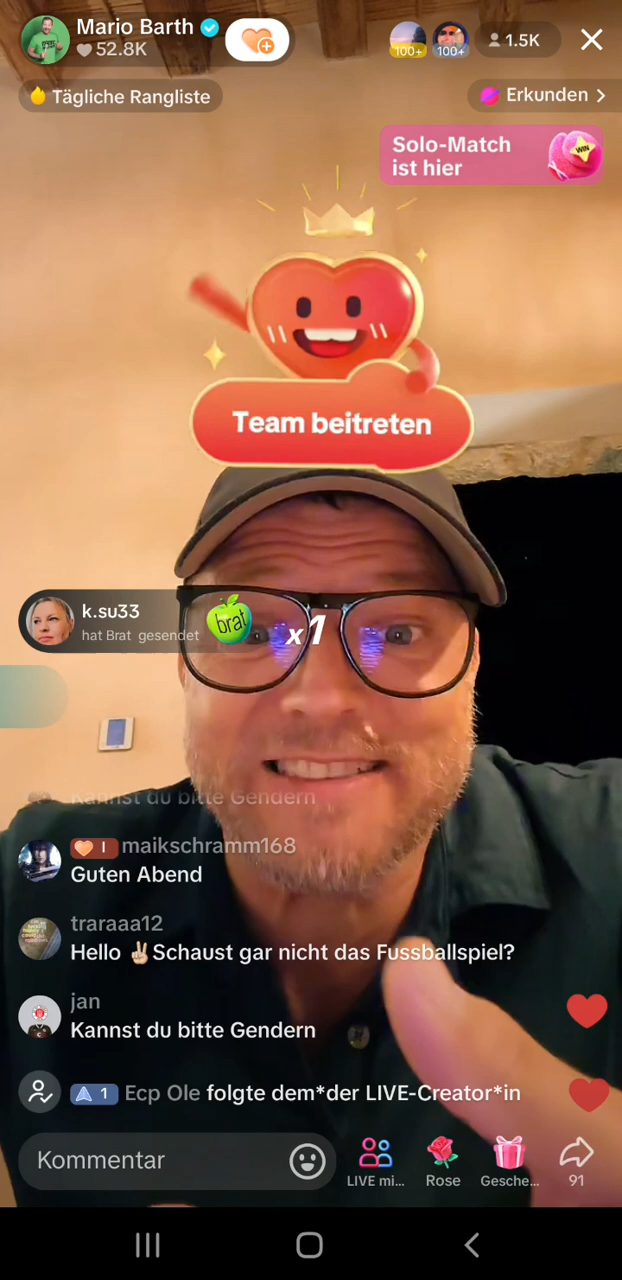 Mario Barth
52.8K
100+
100+
1.5K
Tägliche Rangliste
Erkunden
Solo-Match
ist hier
WIN
Team beitreten
k.su33
hat Brat gesendet
brat
x1
Kannst du bitte Gendern
I maikschramm168
Guten Abend
traraaa12
Hello ✌🏼Schaust gar nicht das Fussballspiel?
jan
Kannst du bitte Gendern
1 Ecp Ole folgte dem*der LIVE-Creator*in
Kommentar
LIVE mi...
Rose
Gesche...
91